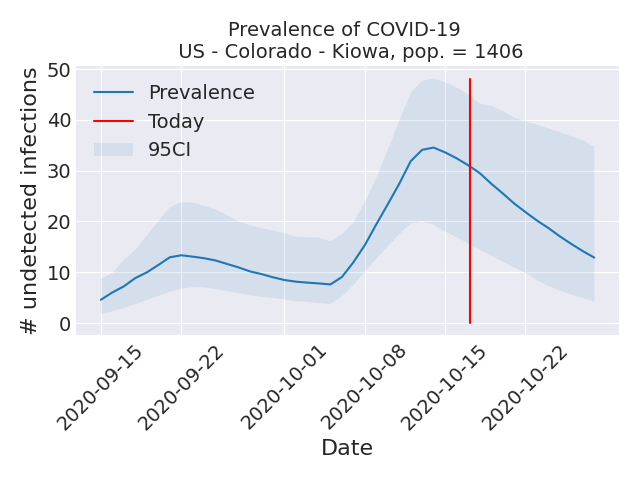 Prevalence of COVID-19
US - Colorado - Kiowa, pop. = 1406
# undetected infections
50
40
30
20
10
0
Prevalence
Today
95CI
2020-09-15
2020-09-22
2020-10-01
2020-10-08
2020-10-15
2020-10-22
Date